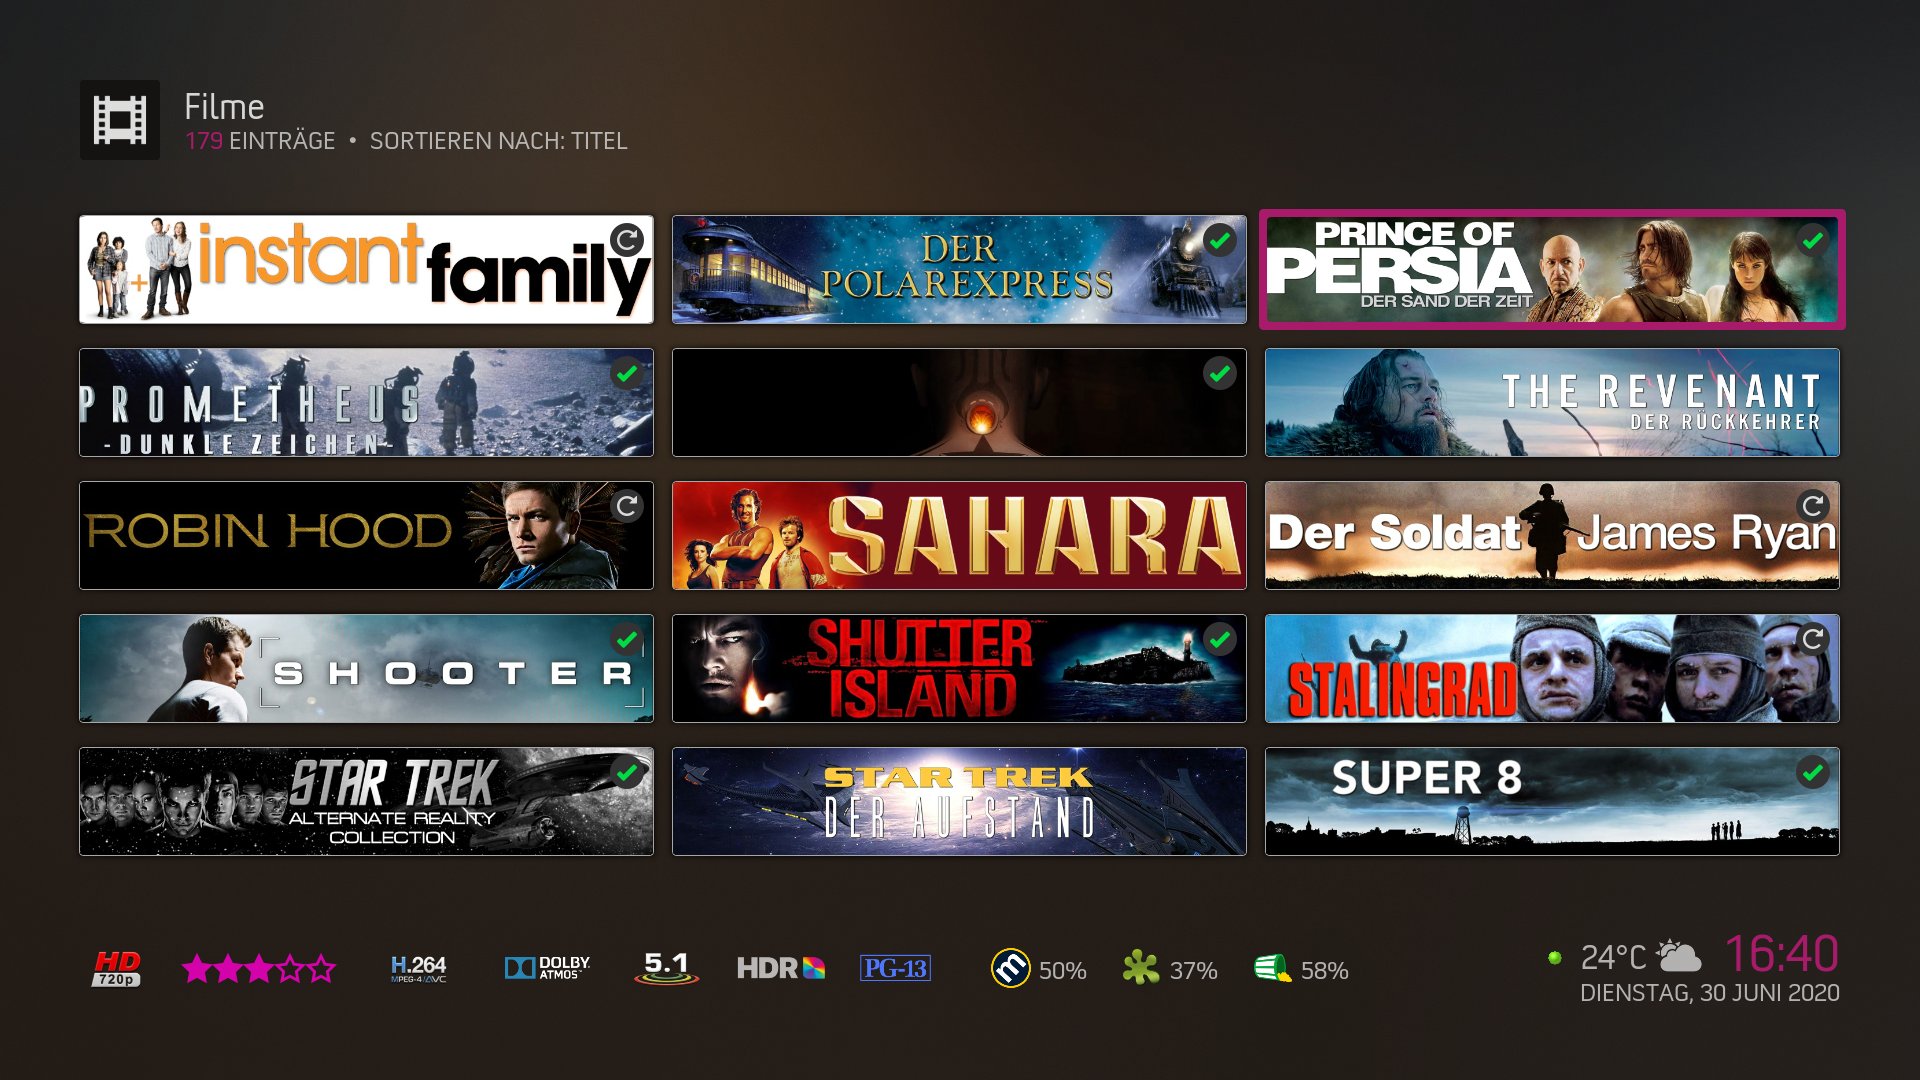 Filme
179 EINTRÄGE • SORTIEREN NACH: TITEL
instant
family
DER
POLAREXPRESS
PRINCE OF
PERSIA
DER SAND DER ZEIT
PROMETHEUS
-DUNKLE ZEICHEN-
THE REVENANT
DER RÜCKKEHRER
ROBIN HOOD
SAHARA
Der Soldat James Ryan
SHOOTER
SHUTTER
ISLAND
STALINGRAD
STAR TREK
ALTERNATE REALITY
COLLECTION
STAR TREK
DER AUFSTAND
SUPER 8
HD
720p
H.264
MPEG-4/AVC
DOLBY
ATMOS
5.1
HDR
PG-13
m 50%
37%
58%
24°C
16:40
DIENSTAG, 30 JUNI 2020